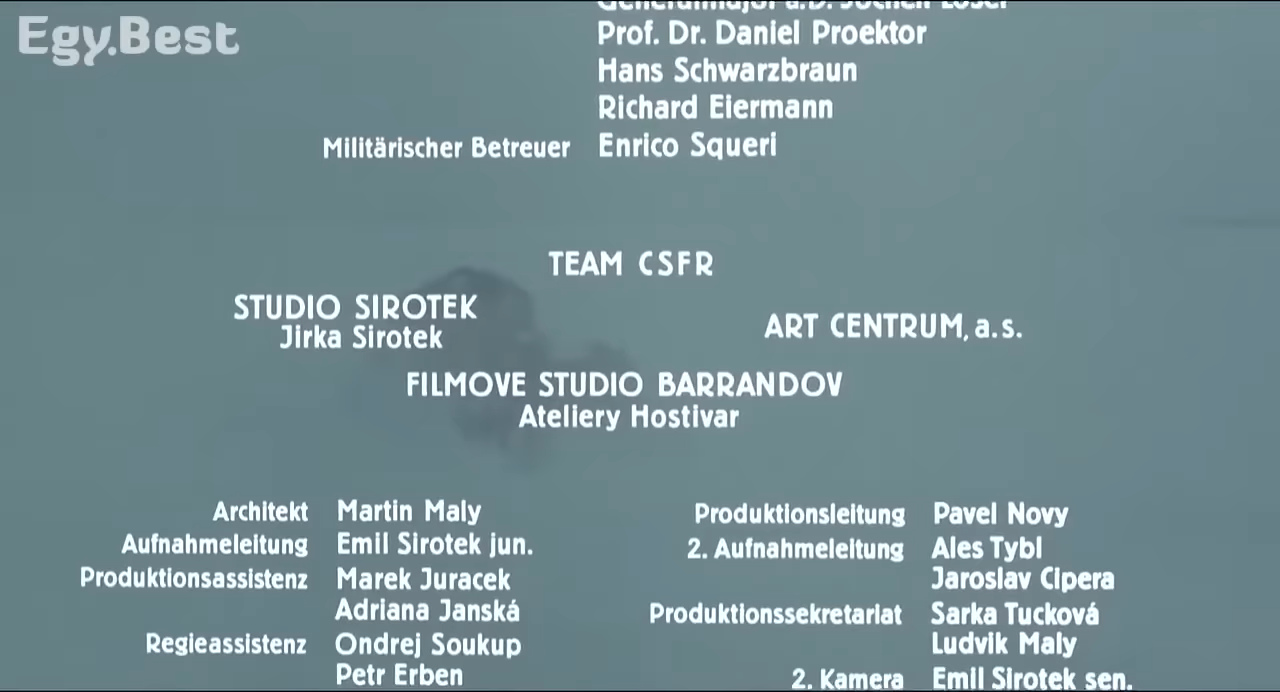 Egy.Best
Generalmajor a.D. Jochen Löser
Prof. Dr. Daniel Proektor
Hans Schwarzbraun
Richard Eiermann
Militärischer Betreuer Enrico Squeri
TEAM CSFR
STUDIO SIROTEK
Jirka Sirotek
ART CENTRUM, a.s.
FILMOVE STUDIO BARRANDOV
Ateliery Hostivar
Architekt Martin Maly
Aufnahmeleitung Emil Sirotek jun.
Produktionsassistenz Marek Juracek
Adriana Janská
Regieassistenz Ondrej Soukup
Petr Erben
Produktionsleitung Pavel Novy
2. Aufnahmeleitung Ales Tybl
Jaroslav Cipera
Produktionssekretariat Sarka Tucková
Ludvik Maly
2. Kamera Emil Sirotek sen.